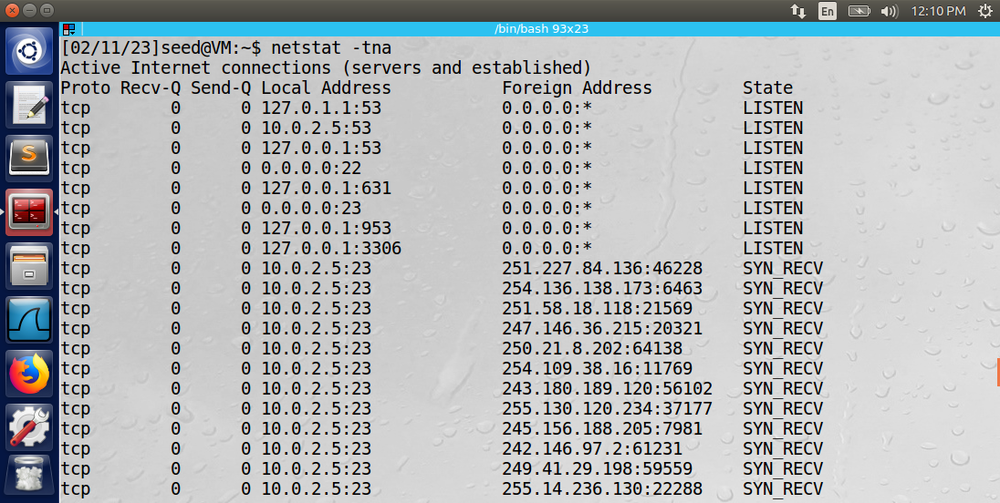 En 12:10 PM
/bin/bash 93x23
[02/11/23]seed@VM:~$ netstat -tna
Active Internet connections (servers and established)
Proto Recv-Q Send-Q Local Address           Foreign Address         State
tcp        0      0 127.0.1.1:53            0.0.0.0:*               LISTEN
tcp        0      0 10.0.2.5:53             0.0.0.0:*               LISTEN
tcp        0      0 127.0.0.1:53            0.0.0.0:*               LISTEN
tcp        0      0 0.0.0.0:22              0.0.0.0:*               LISTEN
tcp        0      0 127.0.0.1:631           0.0.0.0:*               LISTEN
tcp        0      0 0.0.0.0:23              0.0.0.0:*               LISTEN
tcp        0      0 127.0.0.1:953           0.0.0.0:*               LISTEN
tcp        0      0 127.0.0.1:3306          0.0.0.0:*               LISTEN
tcp        0      0 10.0.2.5:23             251.227.84.136:46228    SYN_RECV
tcp        0      0 10.0.2.5:23             254.136.138.173:6463    SYN_RECV
tcp        0      0 10.0.2.5:23             251.58.18.118:21569     SYN_RECV
tcp        0      0 10.0.2.5:23             247.146.36.215:20321    SYN_RECV
tcp        0      0 10.0.2.5:23             250.21.8.202:64138      SYN_RECV
tcp        0      0 10.0.2.5:23             254.109.38.16:11769     SYN_RECV
tcp        0      0 10.0.2.5:23             243.180.189.120:56102   SYN_RECV
tcp        0      0 10.0.2.5:23             255.130.120.234:37177   SYN_RECV
tcp        0      0 10.0.2.5:23             245.156.188.205:7981    SYN_RECV
tcp        0      0 10.0.2.5:23             242.146.97.2:61231      SYN_RECV
tcp        0      0 10.0.2.5:23             249.41.29.198:59559     SYN_RECV
tcp        0      0 10.0.2.5:23             255.14.236.130:22288    SYN_RECV